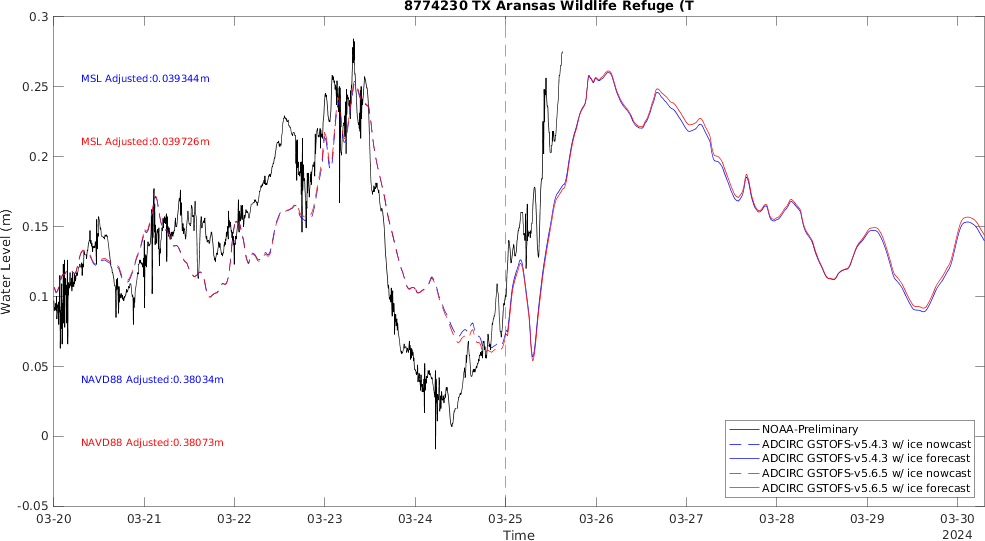 8774230 TX Aransas Wildlife Refuge (T
0.3
0.25
0.2
0.15
0.1
0.05
0
-0.05
Water Level (m)
MSL Adjusted:0.039344m
MSL Adjusted:0.039726m
NAVD88 Adjusted:0.38034m
NAVD88 Adjusted:0.38073m
NOAA-Preliminary
ADCIRC GSTOFS-v5.4.3 w/ ice nowcast
ADCIRC GSTOFS-v5.4.3 w/ ice forecast
ADCIRC GSTOFS-v5.6.5 w/ ice nowcast
ADCIRC GSTOFS-v5.6.5 w/ ice forecast
03-20 03-21 03-22 03-23 03-24 03-25 03-26 03-27 03-28 03-29 03-30
Time
2024